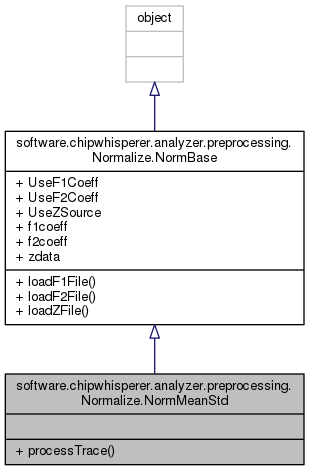 object
software.chipwhisperer.analyzer.preprocessing.
Normalize.NormBase
+ UseF1Coeff
+ UseF2Coeff
+ UseZSource
+ f1coeff
+ f2coeff
+ zdata
+ loadF1File()
+ loadF2File()
+ loadZFile()
software.chipwhisperer.analyzer.preprocessing.
Normalize.NormMeanStd
+ processTrace()